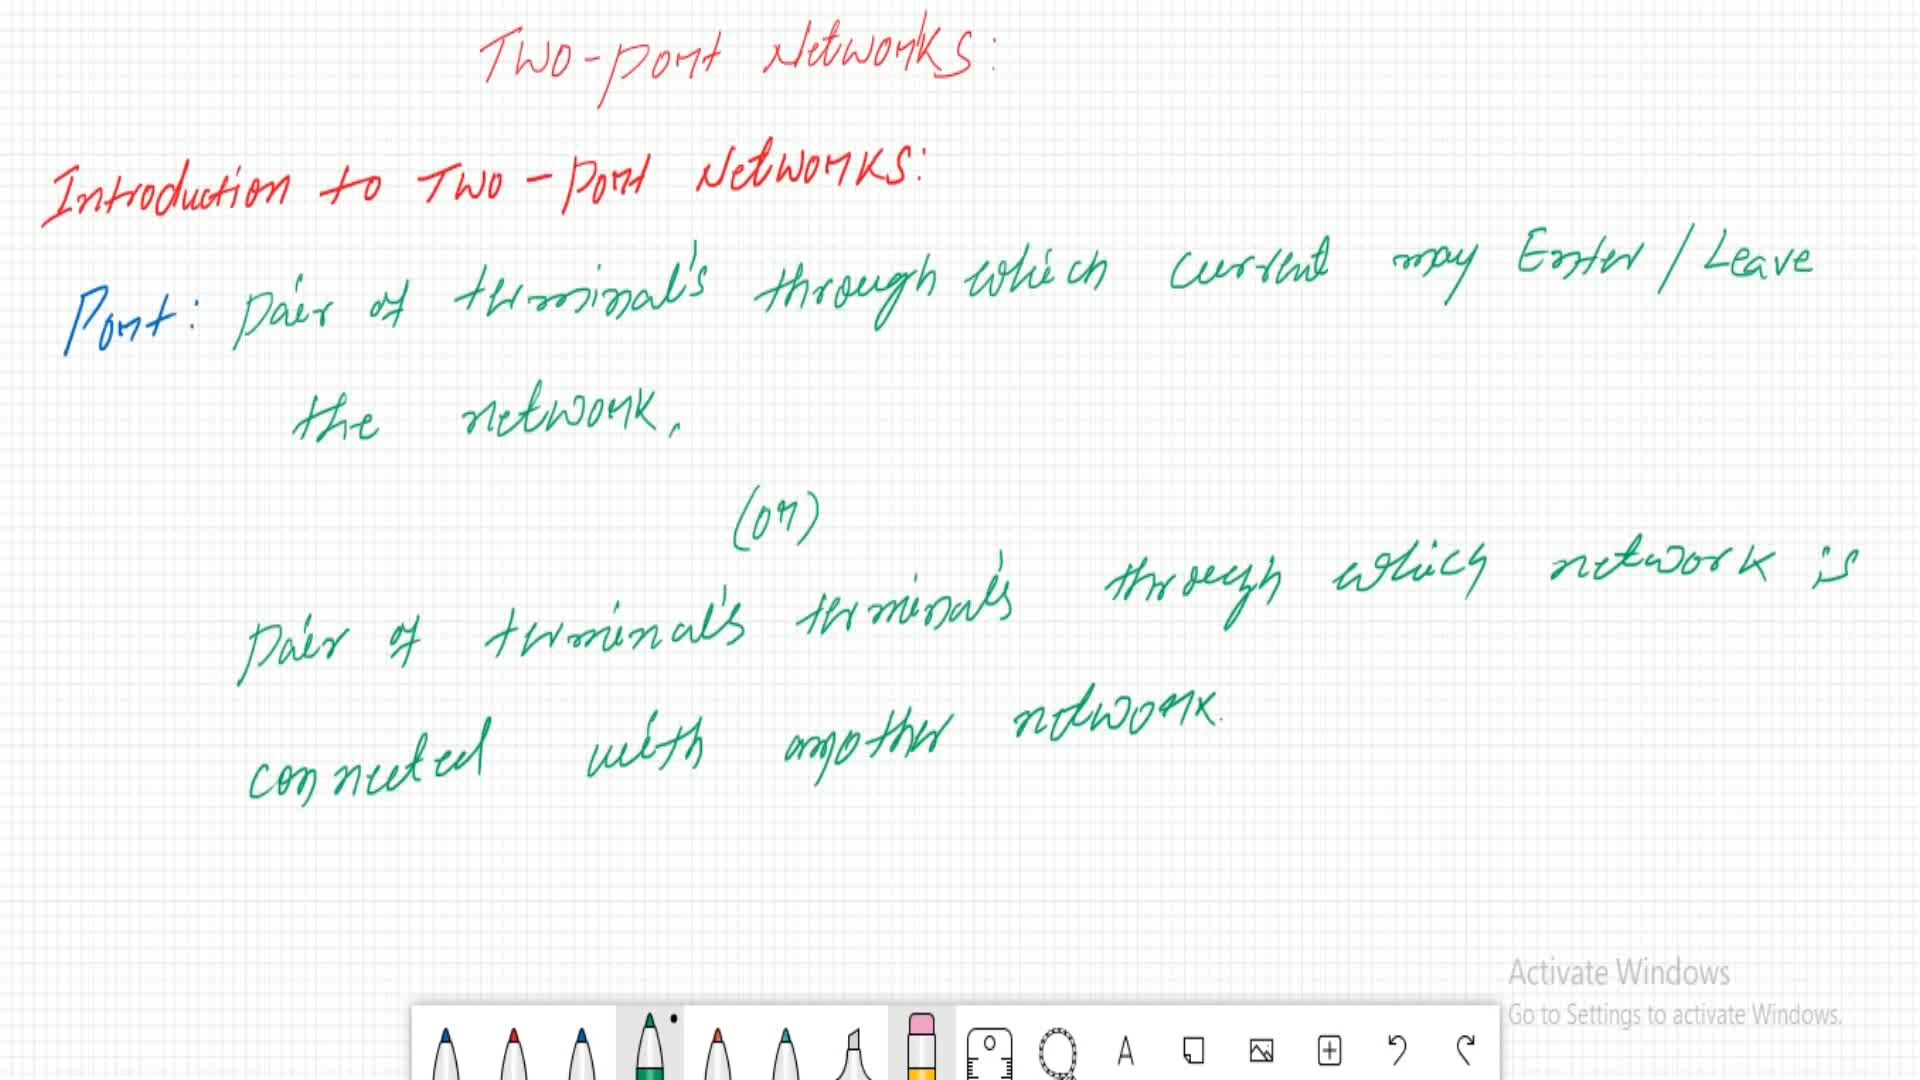 Two-port Networks:
Introduction to Two-Port Networks:
Port: Pair of terminal's through which current may Enter/Leave
the network.
(or)
Pair of terminal's terminal's through which network is
connected with another network.
Activate Windows
Go to Settings to activate Windows.